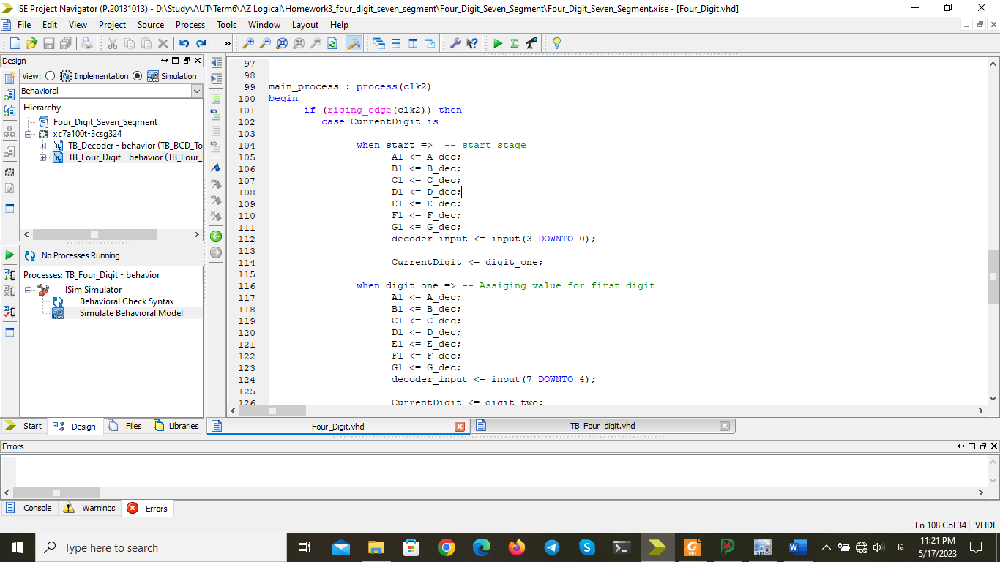 ISE Project Navigator (P.20131013) - D:\Study\AUT\Term6\AZ Logical\Homework3_four_digit_seven_segment\Four_Digit_Seven_Segment\Four_Digit_Seven_Segment.xise - [Four_Digit.vhd]
File Edit View Project Source Process Tools Window Layout Help
Design
View: Implementation Simulation
Behavioral
Hierarchy
Four_Digit_Seven_Segment
xc7a100t-3csg324
TB_Decoder - behavior (TB_BCD_To
TB_Four_Digit - behavior (TB_Four_
No Processes Running
Processes: TB_Four_Digit - behavior
ISim Simulator
Behavioral Check Syntax
Simulate Behavioral Model
Start Design Files Libraries
97
98
99 main_process : process(clk2)
100 begin
101 if (rising_edge(clk2)) then
102 case CurrentDigit is
103
104 when start => -- start stage
105 A1 <= A_dec;
106 B1 <= B_dec;
107 C1 <= C_dec;
108 D1 <= D_dec;
109 E1 <= E_dec;
110 F1 <= F_dec;
111 G1 <= G_dec;
112 decoder_input <= input(3 DOWNTO 0);
113
114 CurrentDigit <= digit_one;
115
116 when digit_one => -- Assiging value for first digit
117 A1 <= A_dec;
118 B1 <= B_dec;
119 C1 <= C_dec;
120 D1 <= D_dec;
121 E1 <= E_dec;
122 F1 <= F_dec;
123 G1 <= G_dec;
124 decoder_input <= input(7 DOWNTO 4);
125
126 CurrentDigit <= digit_two;
Four_Digit.vhd TB_Four_digit.vhd
Errors
Console Warnings Errors
Ln 108 Col 34 VHDL
Type here to search
فا
11:21 PM
5/17/2023